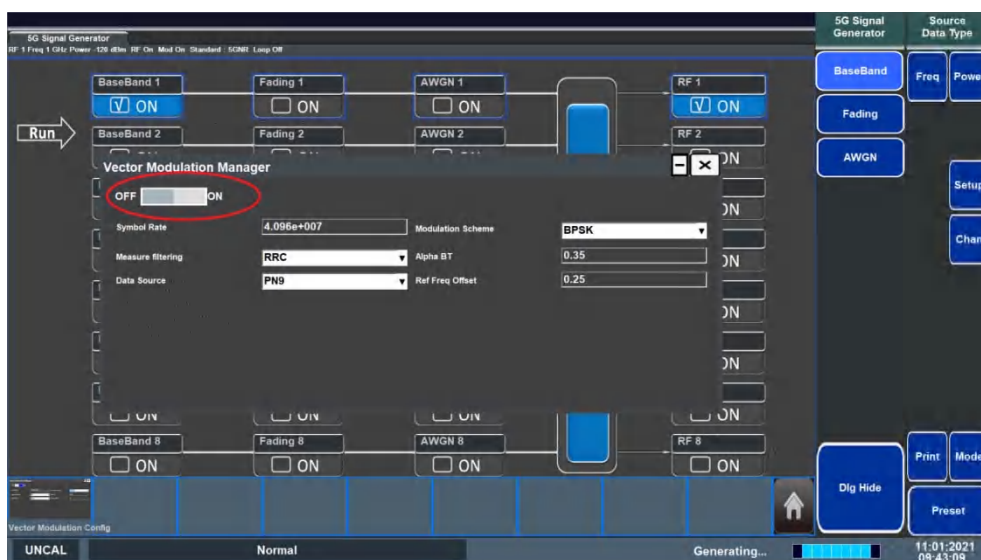 5G Signal Generator
RF 1 Freq 1 GHz Power -120 dBm RF On Mod On Standard : 5GNR Loop Off
5G Signal Generator
Source Data Type
BaseBand 1 Fading 1 AWGN 1 RF 1
ON ON ON ON
Run
BaseBand 2 Fading 2 AWGN 2 RF 2
ON
Vector Modulation Manager
OFF ON
ON
Symbol Rate 4.096e+007 Modulation Scheme BPSK
Measure filtering RRC Alpha BT 0.35
ON
Data Source PN9 Ref Freq Offset 0.25
ON
ON
ON ON ON ON
BaseBand 8 Fading 8 AWGN 8 RF 8
ON ON ON ON
Vector Modulation Config
UNCAL Normal Generating...
BaseBand
Fading
AWGN
Dlg Hide
Freq Powe
Setup
Chan
Print Mode
Preset
11:01:2021
09:43:09